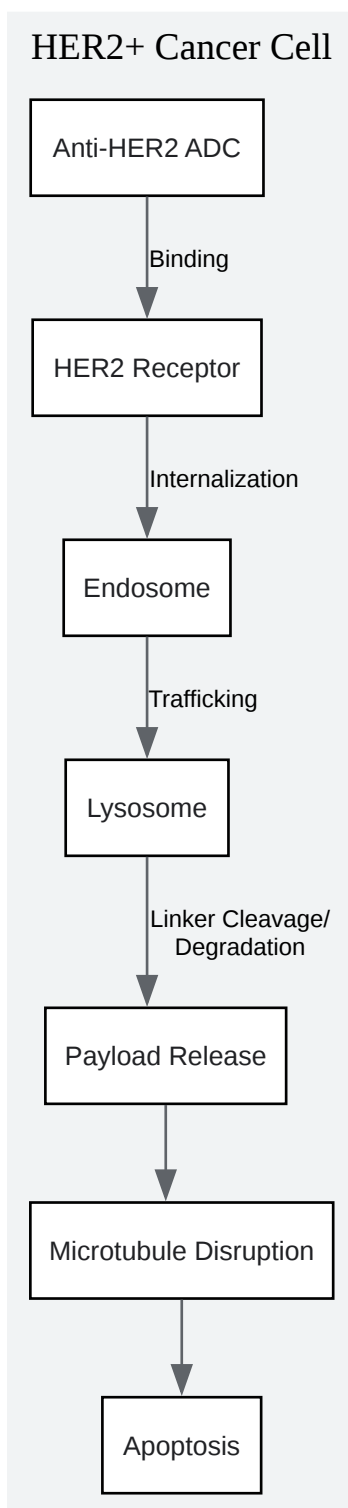 HER2+ Cancer Cell
Anti-HER2 ADC
Binding
HER2 Receptor
Internalization
Endosome
Trafficking
Lysosome
Linker Cleavage/
Degradation
Payload Release
Microtubule Disruption
Apoptosis